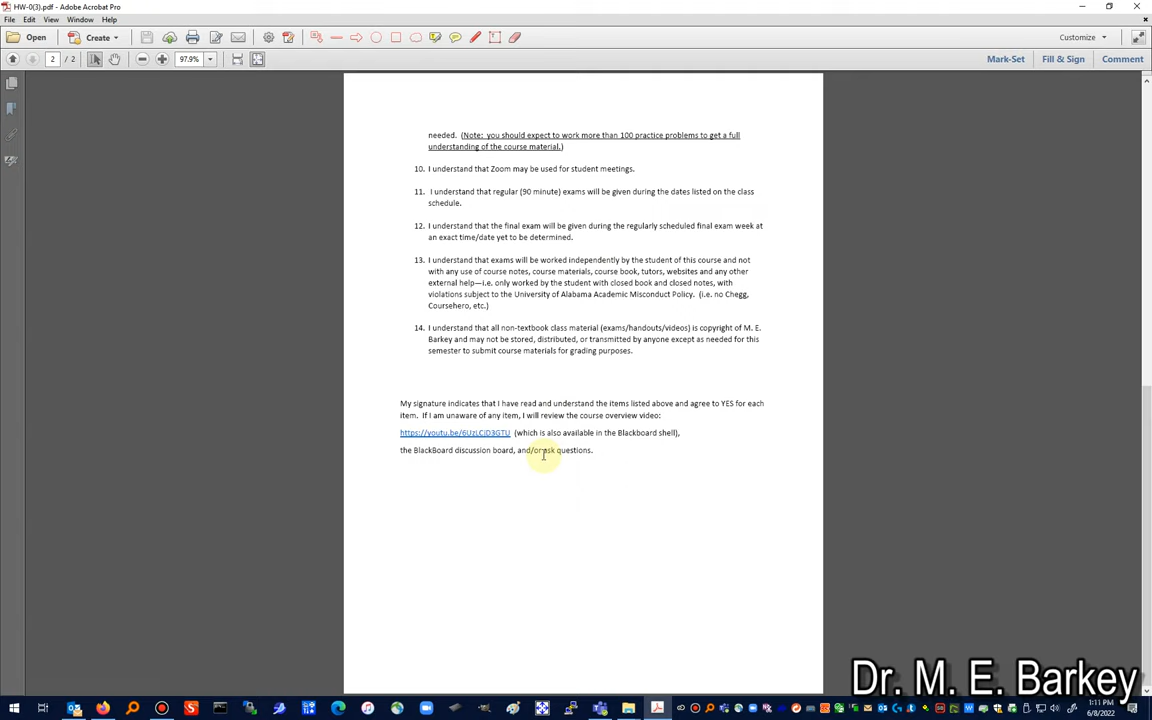 HW-0(3).pdf - Adobe Acrobat Pro
File Edit View Window Help
Open Create Customize
2 / 2 97.9% Mark-Set Fill & Sign Comment
needed. (Note: you should expect to work more than 100 practice problems to get a full
understanding of the course material.)
10. I understand that Zoom may be used for student meetings.
11. I understand that regular (90 minute) exams will be given during the dates listed on the class
schedule.
12. I understand that the final exam will be given during the regularly scheduled final exam week at
an exact time/date yet to be determined.
13. I understand that exams will be worked independently by the student of this course and not
with any use of course notes, course materials, course book, tutors, websites and any other
external help—i.e. only worked by the student with closed book and closed notes, with
violations subject to the University of Alabama Academic Misconduct Policy. (i.e. no Chegg,
Coursehero, etc.)
14. I understand that all non-textbook class material (exams/handouts/videos) is copyright of M. E.
Barkey and may not be stored, distributed, or transmitted by anyone except as needed for this
semester to submit course materials for grading purposes.
My signature indicates that I have read and understand the items listed above and agree to YES for each
item. If I am unaware of any item, I will review the course overview video:
https://youtu.be/6UzLCjD3GTU (which is also available in the Blackboard shell),
the BlackBoard discussion board, and/or ask questions.
Dr. M. E. Barkey
1:11 PM
6/8/2022